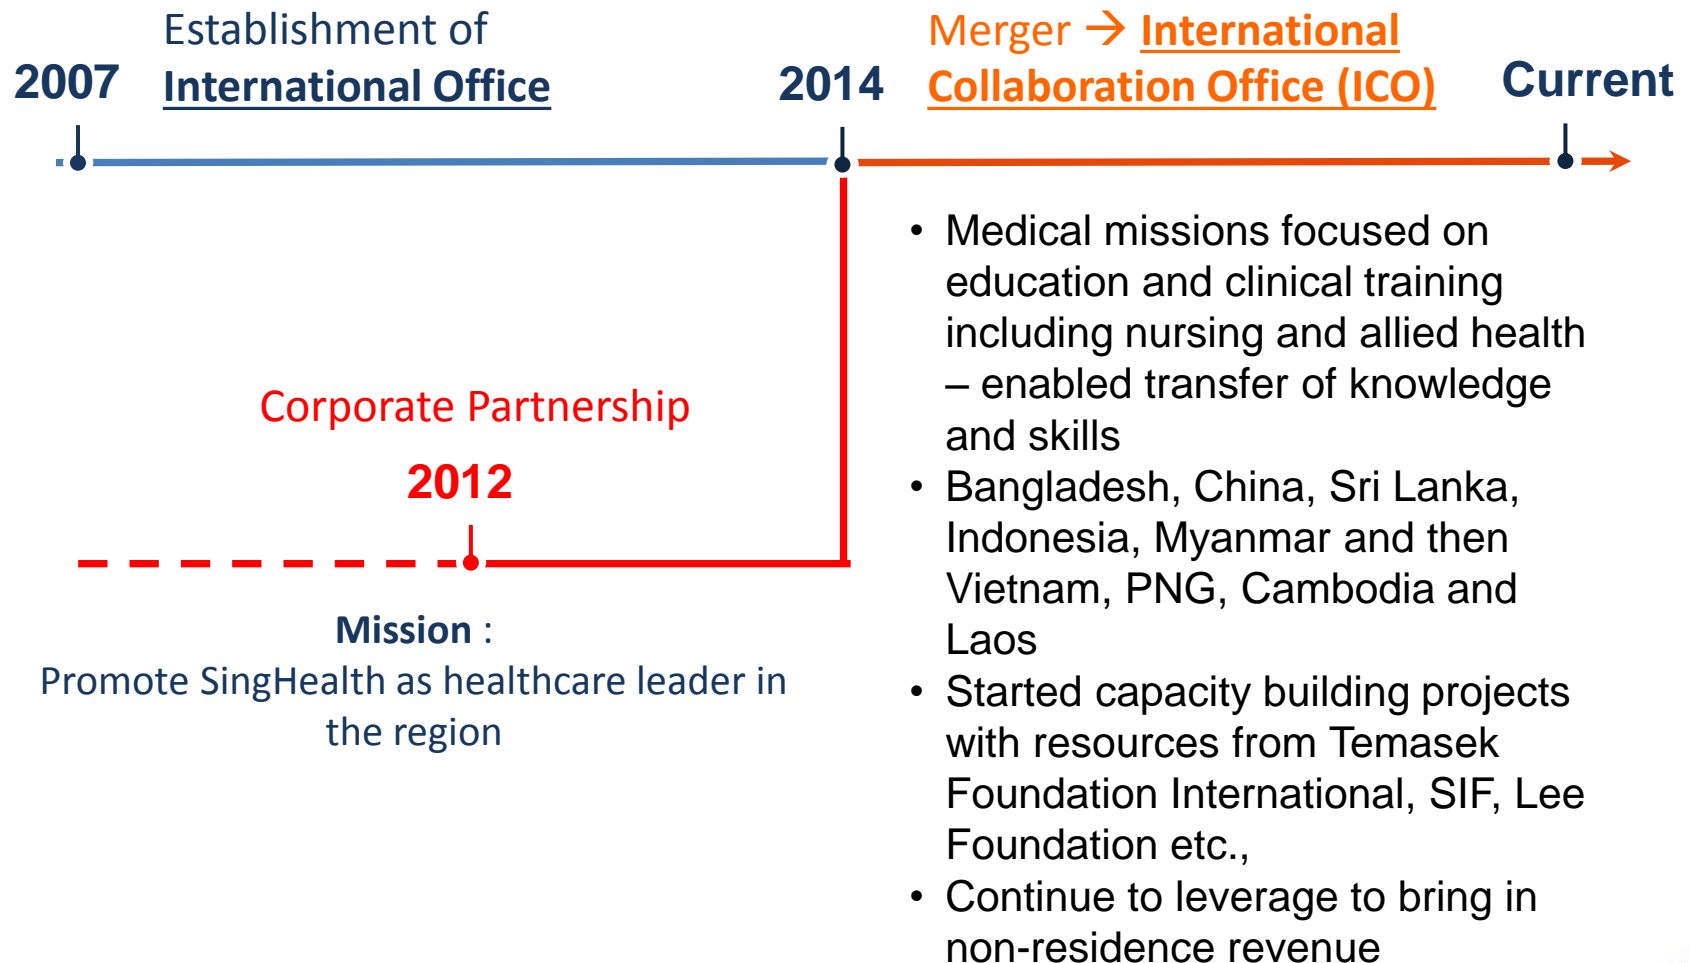 2007
Establishment of
International Office
2014
Merger → International
Collaboration Office (ICO)
Current
Corporate Partnership
2012
Mission :
Promote SingHealth as healthcare leader in
the region
• Medical missions focused on
education and clinical training
including nursing and allied health
– enabled transfer of knowledge
and skills
• Bangladesh, China, Sri Lanka,
Indonesia, Myanmar and then
Vietnam, PNG, Cambodia and
Laos
• Started capacity building projects
with resources from Temasek
Foundation International, SIF, Lee
Foundation etc.,
• Continue to leverage to bring in
non-residence revenue